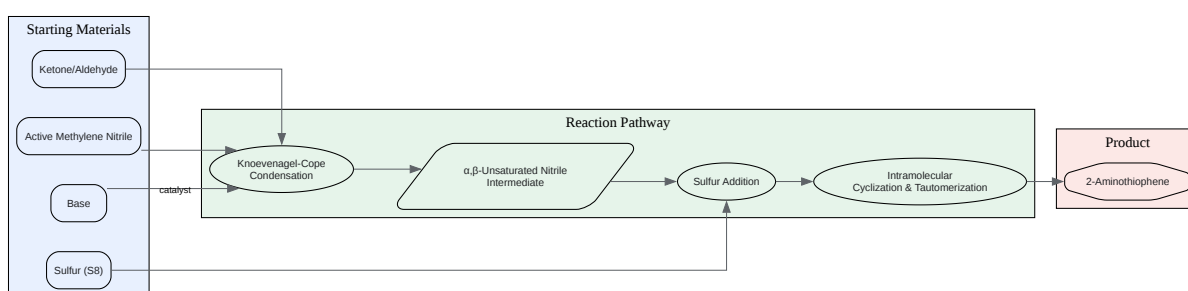 Starting Materials
Ketone/Aldehyde
Active Methylene Nitrile
Base
catalyst
Sulfur (S8)
Reaction Pathway
Knoevenagel-Cope
Condensation
α,β-Unsaturated Nitrile
Intermediate
Sulfur Addition
Intramolecular
Cyclization & Tautomerization
Product
2-Aminothiophene